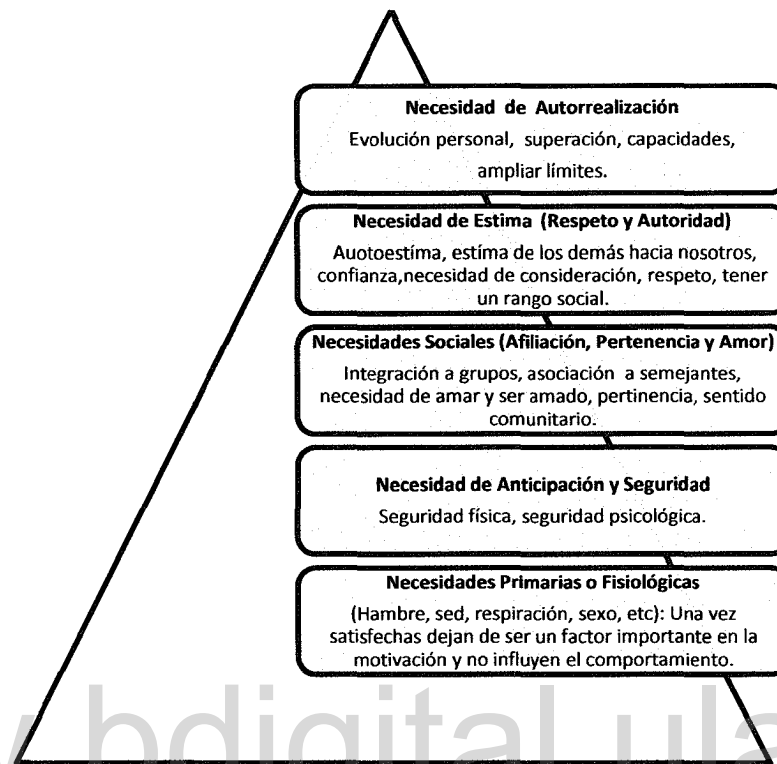 Necesidad de Autorrealización
Evolución personal, superación, capacidades,
ampliar límites.
Necesidad de Estima (Respeto y Autoridad)
Auotoestíma, estíma de los demás hacia nosotros,
confianza,necesidad de consideración, respeto, tener
un rango social.
Necesidades Sociales (Afiliación, Pertenencia y Amor)
Integración a grupos, asociación a semejantes,
necesidad de amar y ser amado, pertinencia, sentido
comunitario.
Necesidad de Anticipación y Seguridad
Seguridad física, seguridad psicológica.
Necesidades Primarias o Fisiológicas
(Hambre, sed, respiración, sexo, etc): Una vez
satisfechas dejan de ser un factor importante en la
motivación y no influyen el comportamiento.
bdigital.ula